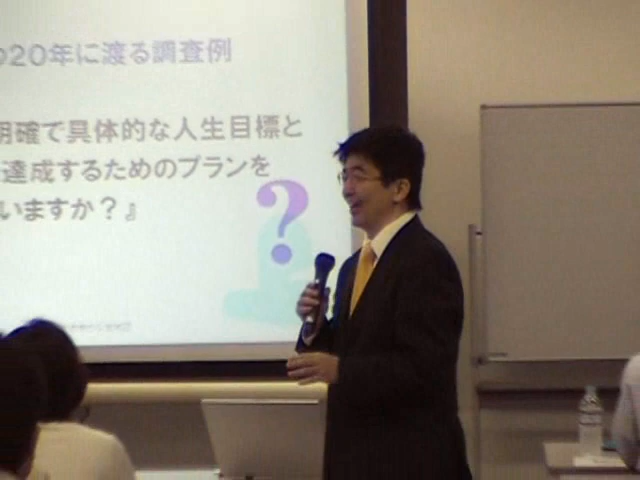 の20年に渡る調査例
明確で具体的な人生目標と
達成するためのプランを
いますか？』
?